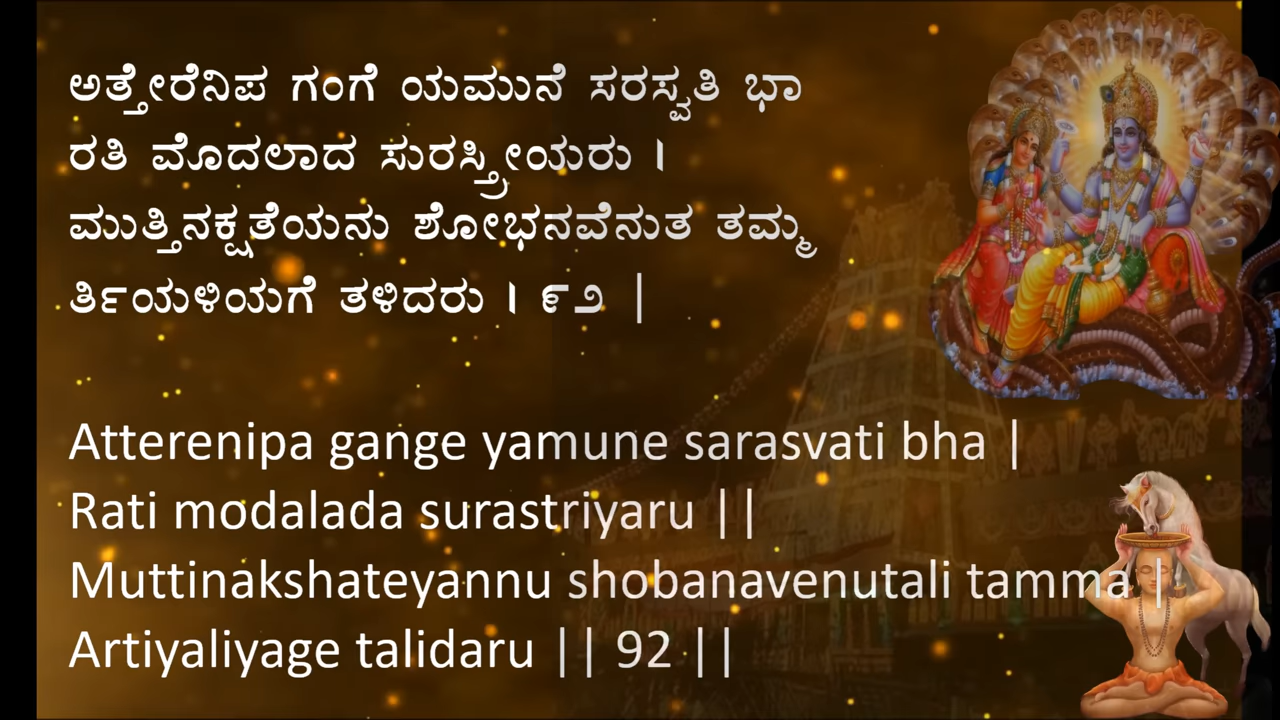 ಅತ್ತೇರೆನಿಪ ಗಂಗೆ ಯಮುನೆ ಸರಸ್ವತಿ ಭಾ
ರತಿ ಮೊದಲಾದ ಸುರಸ್ತ್ರೀಯರು ।
ಮುತ್ತಿನಕ್ಷತೆಯನು ಶೋಭನವೆನುತ ತಮ್ಮ
ರ್ತಿಯಳಿಯಗೆ ತಳಿದರು । ೯೨ |
Atterenipa gange yamune sarasvati bha |
Rati modalada surastriyaru ||
Muttinakshateyannu shobanavenutali tamma |
Artiyaliyage talidaru || 92 ||